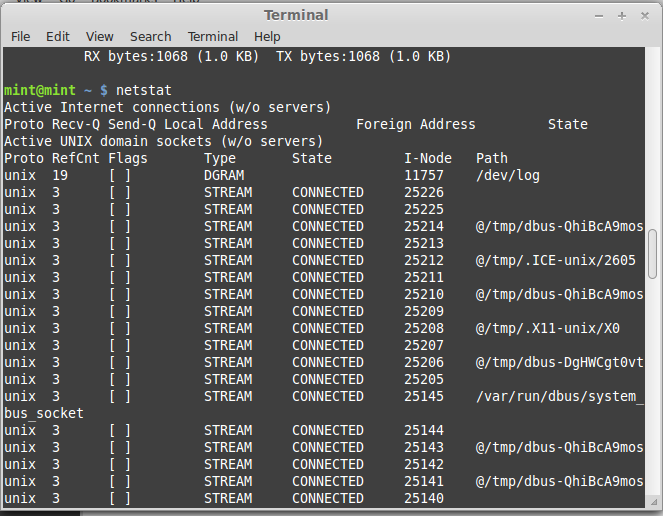 Terminal
File Edit View Search Terminal Help
RX bytes:1068 (1.0 KB)  TX bytes:1068 (1.0 KB)
mint@mint ~ $ netstat
Active Internet connections (w/o servers)
Proto Recv-Q Send-Q Local Address           Foreign Address         State
Active UNIX domain sockets (w/o servers)
Proto RefCnt Flags       Type       State         I-Node   Path
unix  19     [ ]         DGRAM                    11757    /dev/log
unix  3      [ ]         STREAM     CONNECTED     25226
unix  3      [ ]         STREAM     CONNECTED     25225
unix  3      [ ]         STREAM     CONNECTED     25214    @/tmp/dbus-QhiBcA9mos
unix  3      [ ]         STREAM     CONNECTED     25213
unix  3      [ ]         STREAM     CONNECTED     25212    @/tmp/.ICE-unix/2605
unix  3      [ ]         STREAM     CONNECTED     25211
unix  3      [ ]         STREAM     CONNECTED     25210    @/tmp/dbus-QhiBcA9mos
unix  3      [ ]         STREAM     CONNECTED     25209
unix  3      [ ]         STREAM     CONNECTED     25208    @/tmp/.X11-unix/X0
unix  3      [ ]         STREAM     CONNECTED     25207
unix  3      [ ]         STREAM     CONNECTED     25206    @/tmp/dbus-DgHWCgt0vt
unix  3      [ ]         STREAM     CONNECTED     25205
unix  3      [ ]         STREAM     CONNECTED     25145    /var/run/dbus/system_
bus_socket
unix  3      [ ]         STREAM     CONNECTED     25144
unix  3      [ ]         STREAM     CONNECTED     25143    @/tmp/dbus-QhiBcA9mos
unix  3      [ ]         STREAM     CONNECTED     25142
unix  3      [ ]         STREAM     CONNECTED     25141    @/tmp/dbus-QhiBcA9mos
unix  3      [ ]         STREAM     CONNECTED     25140